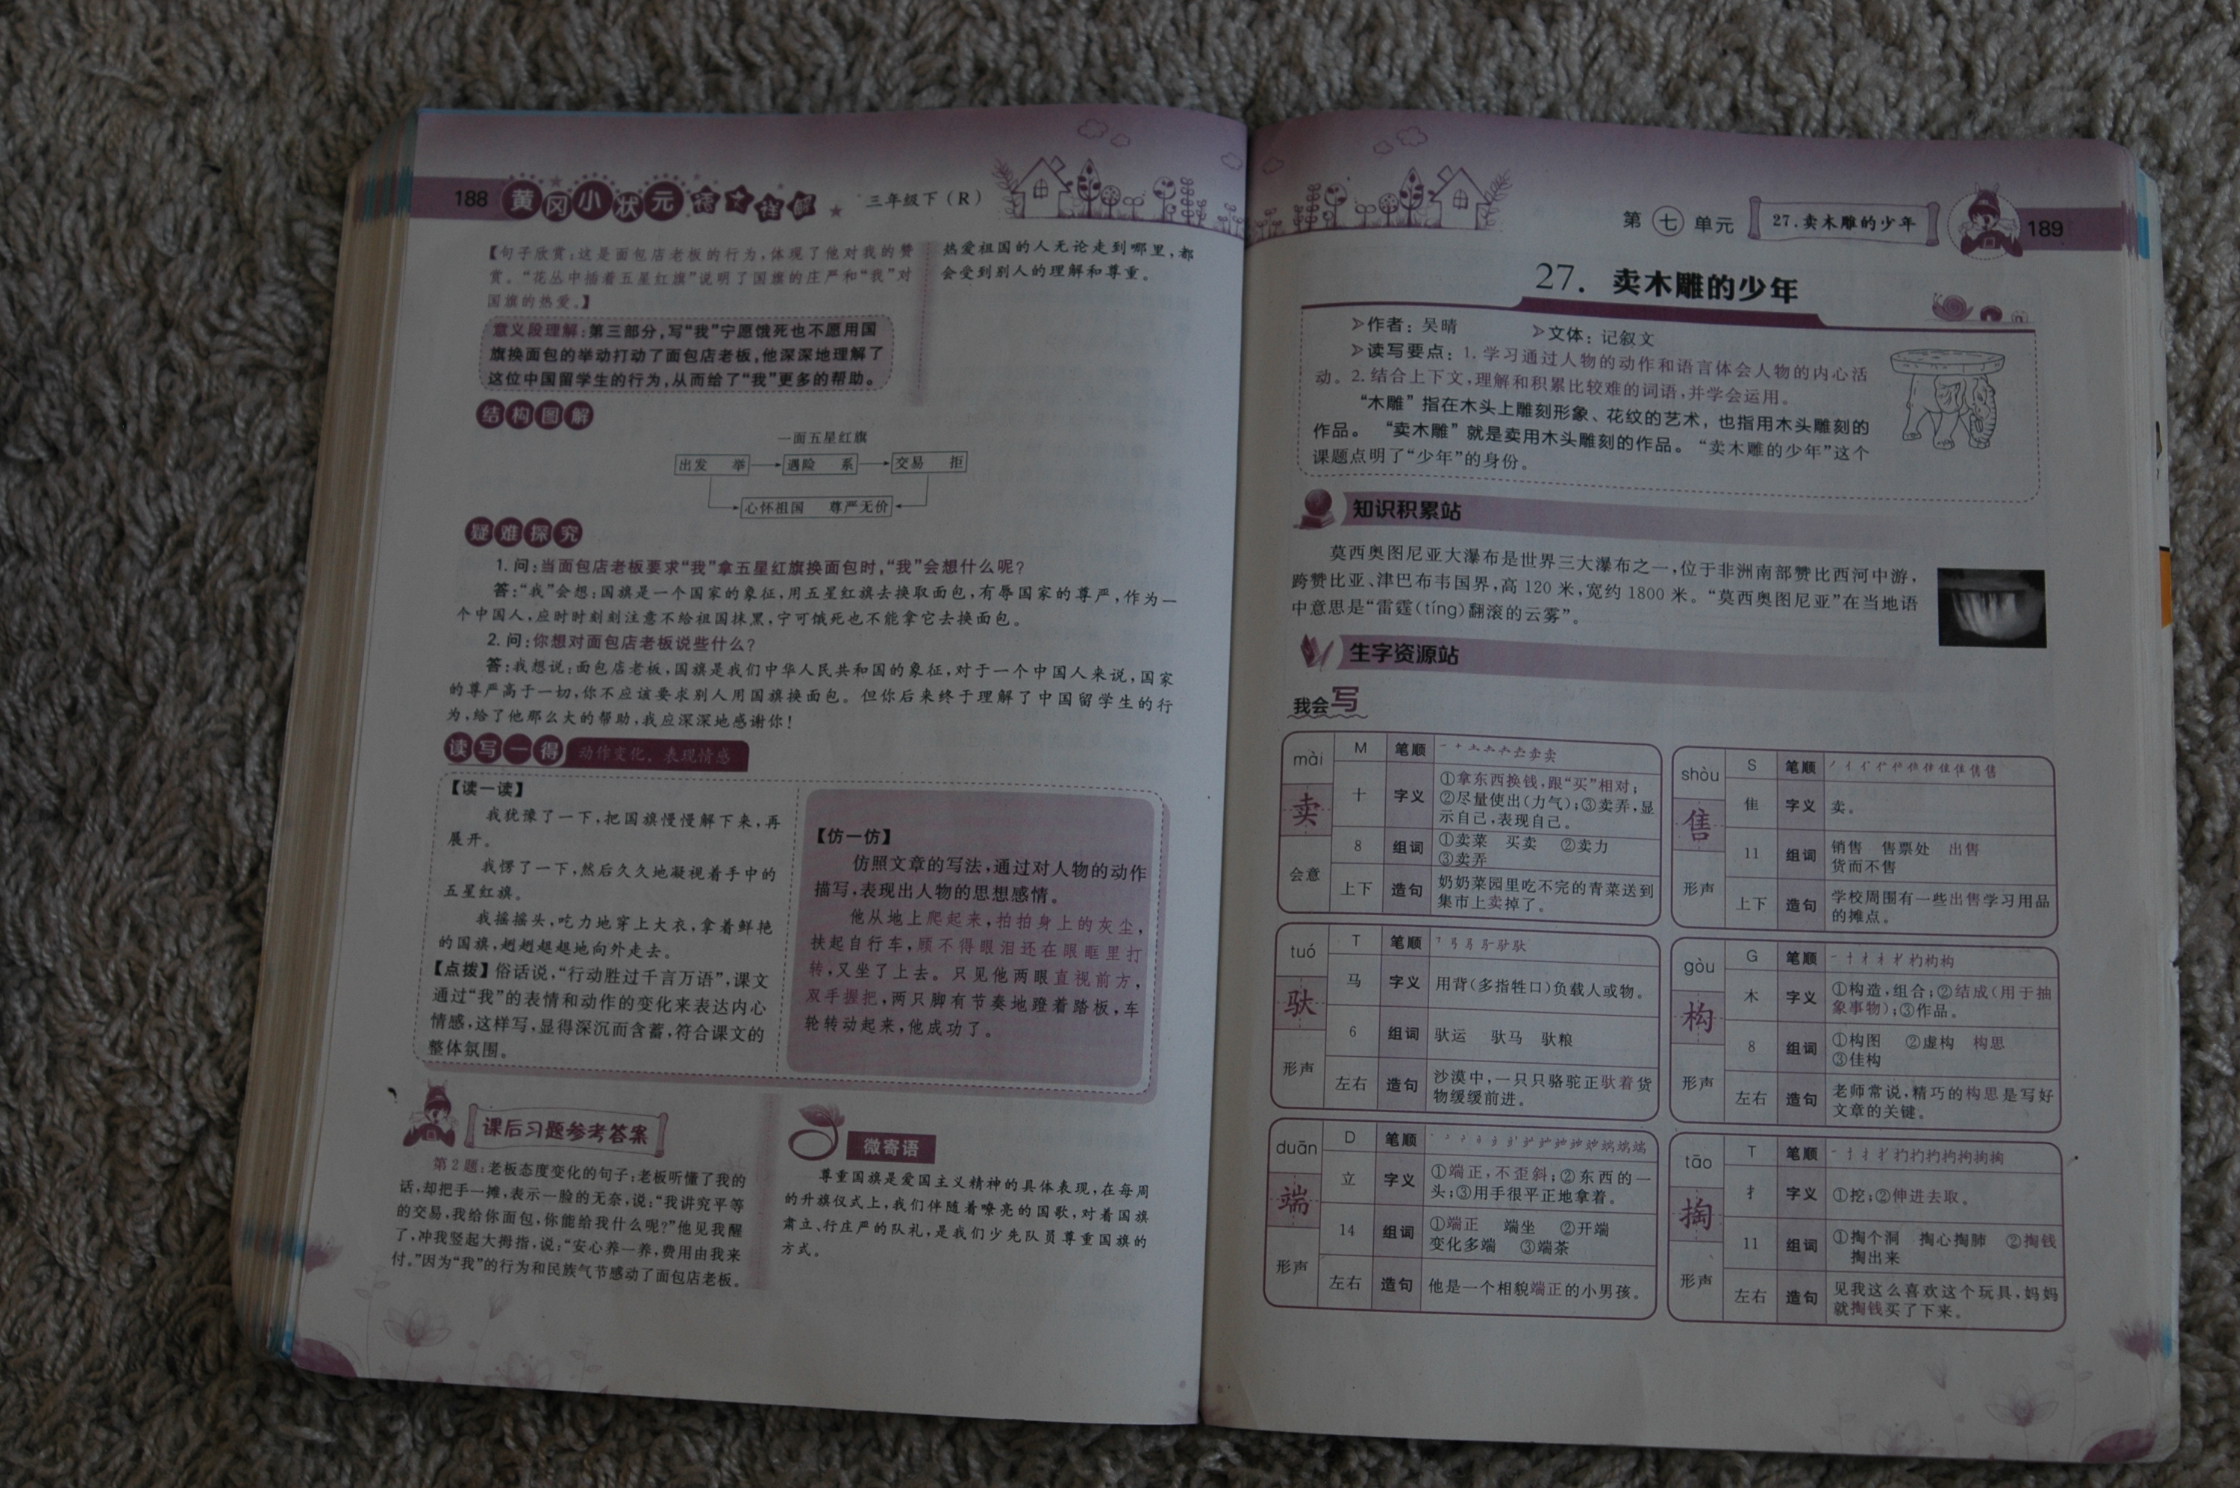 188 黄冈小状元 ★ 三年级下(R)
【句子欣赏:这是面包店老板的行为,体现了他对我的赞
赏。“花丛中插着五星红旗”说明了国旗的庄严和“我”对
国旗的热爱。】
意义段理解:第三部分,写“我”宁愿饿死也不愿用国
旗换面包的举动打动了面包店老板,他深深地理解了
这位中国留学生的行为,从而给了“我”更多的帮助。
热爱祖国的人无论走到哪里,都
会受到别人的理解和尊重。
结构图解
一面五星红旗
出发 举 遇险 系 交易 拒
心怀祖国 尊严无价
疑难探究
1. 问:当面包店老板要求“我”拿五星红旗换面包时,“我”会想什么呢?
答:“我”会想:国旗是一个国家的象征,用五星红旗去换取面包,有辱国家的尊严,作为一
个中国人,应时时刻刻注意不给祖国抹黑,宁可饿死也不能拿它去换面包。
2. 问:你想对面包店老板说些什么?
答:我想说:面包店老板,国旗是我们中华人民共和国的象征,对于一个中国人来说,国家
的尊严高于一切,你不应该要求别人用国旗换面包。但你后来终于理解了中国留学生的行
为,给了他那么大的帮助,我应深深地感谢你!
读写一得 动作变化,表现情感
【读一读】
我犹豫了一下,把国旗慢慢解下来,再
展开。
我愣了一下,然后久久地凝视着手中的
五星红旗。
我摇摇头,吃力地穿上大衣,拿着鲜艳
的国旗,趔趔趄趄地向外走去。
【点拨】俗话说,“行动胜过千言万语”,课文
通过“我”的表情和动作的变化来表达内心
情感,这样写,显得深沉而含蓄,符合课文的
整体氛围。
【仿一仿】
仿照文章的写法,通过对人物的动作
描写,表现出人物的思想感情。
他从地上爬起来,拍拍身上的灰尘,
扶起自行车,顾不得眼泪还在眼眶里打
转,又坐了上去。只见他两眼直视前方,
双手握把,两只脚有节奏地蹬着踏板,车
轮转动起来,他成功了。
课后习题参考答案
第2题:老板态度变化的句子:老板听懂了我的
话,却把手一摊,表示一脸的无奈,说:“我讲究平等
的交易,我给你面包,你能给我什么呢?”他见我醒
了,冲我竖起大拇指,说:“安心养一养,费用由我来
付。”因为“我”的行为和民族气节感动了面包店老板。
微寄语
尊重国旗是爱国主义精神的具体表现,在每周
的升旗仪式上,我们伴随着嘹亮的国歌,对着国旗
肃立、行庄严的队礼,是我们少先队员尊重国旗的
方式。
第七单元 27.卖木雕的少年 189
27. 卖木雕的少年
作者:吴晴 文体:记叙文
读写要点:1. 学习通过人物的动作和语言体会人物的内心活
动。2. 结合上下文,理解和积累比较难的词语,并学会运用。
“木雕”指在木头上雕刻形象、花纹的艺术,也指用木头雕刻的
作品。“卖木雕”就是卖用木头雕刻的作品。“卖木雕的少年”这个
课题点明了“少年”的身份。
知识积累站
莫西奥图尼亚大瀑布是世界三大瀑布之一,位于非洲南部赞比西河中游,
跨赞比亚、津巴布韦国界,高120米,宽约1800米。“莫西奥图尼亚”在当地语
中意思是“雷霆(tíng)翻滚的云雾”。
生字资源站
我会写
mài 卖 会意
M 十 8 上下
笔顺
字义 ①拿东西换钱,跟“买”相对;
②尽量使出(力气);③卖弄,显
示自己,表现自己。
组词 ①卖菜 买卖 ②卖力
③卖弄
造句 奶奶菜园里吃不完的青菜送到
集市上卖掉了。
shòu 售 形声
S 隹 11 上下
笔顺
字义 卖。
组词 销售 售票处 出售
货而不售
造句 学校周围有一些出售学习用品
的摊点。
tuó 驮 形声
T 马 6 左右
笔顺
字义 用背(多指牲口)负载人或物。
组词 驮运 驮马 驮粮
造句 沙漠中,一只只骆驼正驮着货
物缓缓前进。
gòu 构 形声
G 木 8 左右
笔顺
字义 ①构造,组合;②结成(用于抽
象事物);③作品。
组词 ①构图 ②虚构 构思
③佳构
造句 老师常说,精巧的构思是写好
文章的关键。
duān 端 形声
D 立 14 左右
笔顺
字义 ①端正,不歪斜;②东西的一
头;③用手很平正地拿着。
组词 ①端正 端坐 ②开端
变化多端 ③端茶
造句 他是一个相貌端正的小男孩。
tāo 掏 形声
T 扌 11 左右
笔顺
字义 ①挖;②伸进去取。
组词 ①掏个洞 掏心掏肺 ②掏钱
掏出来
造句 见我这么喜欢这个玩具,妈妈
就掏钱买了下来。